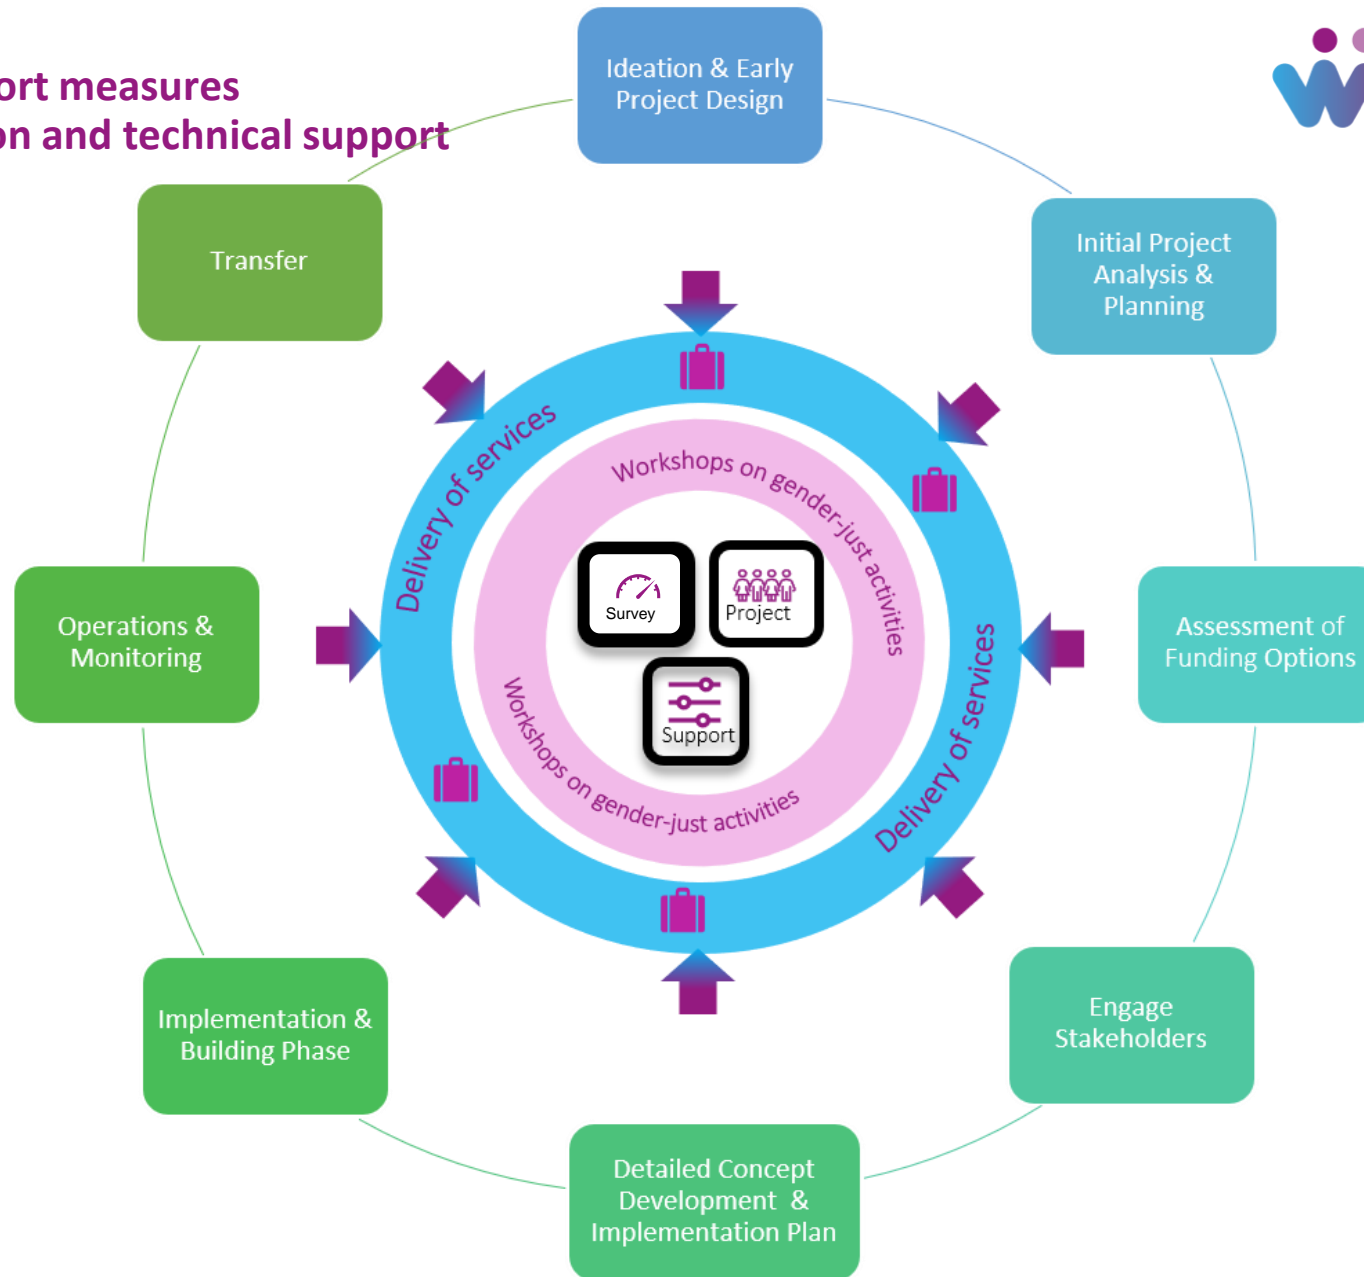 ort measures
on and technical support
Ideation & Early
Project Design
Initial Project
Analysis &
Planning
Assessment of
Funding Options
Engage
Stakeholders
Detailed Concept
Development &
Implementation Plan
Implementation &
Building Phase
Operations &
Monitoring
Transfer
Delivery of services
Delivery of services
Workshops on gender-just activities
Workshops on gender-just activities
Survey
Project
Support